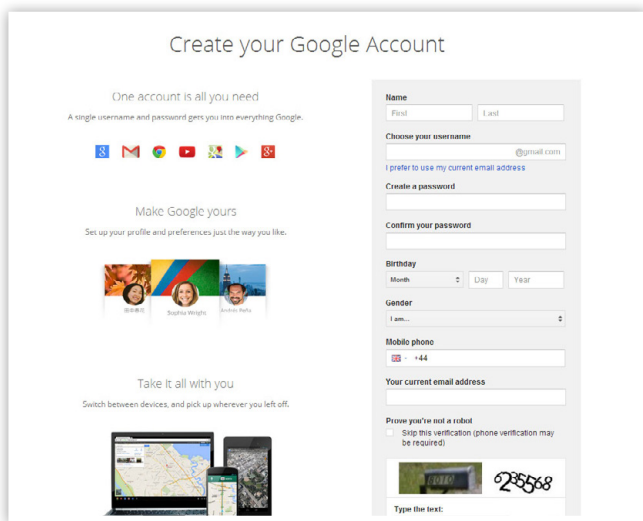 Create your Google Account
One account is all you need
A single username and password gets you into everything Google.
Make Google yours
Set up your profile and preferences just the way you like.
Sophia Wright
Andrés Peña
Take it all with you
Switch between devices, and pick up wherever you left off.
Name
First Last
Choose your username
@gmail.com
I prefer to use my current email address
Create a password
Confirm your password
Birthday
Month Day Year
Gender
I am...
Mobile phone
+44
Your current email address
Prove you're not a robot
Skip this verification (phone verification may
be required)
6235568
Type the text: